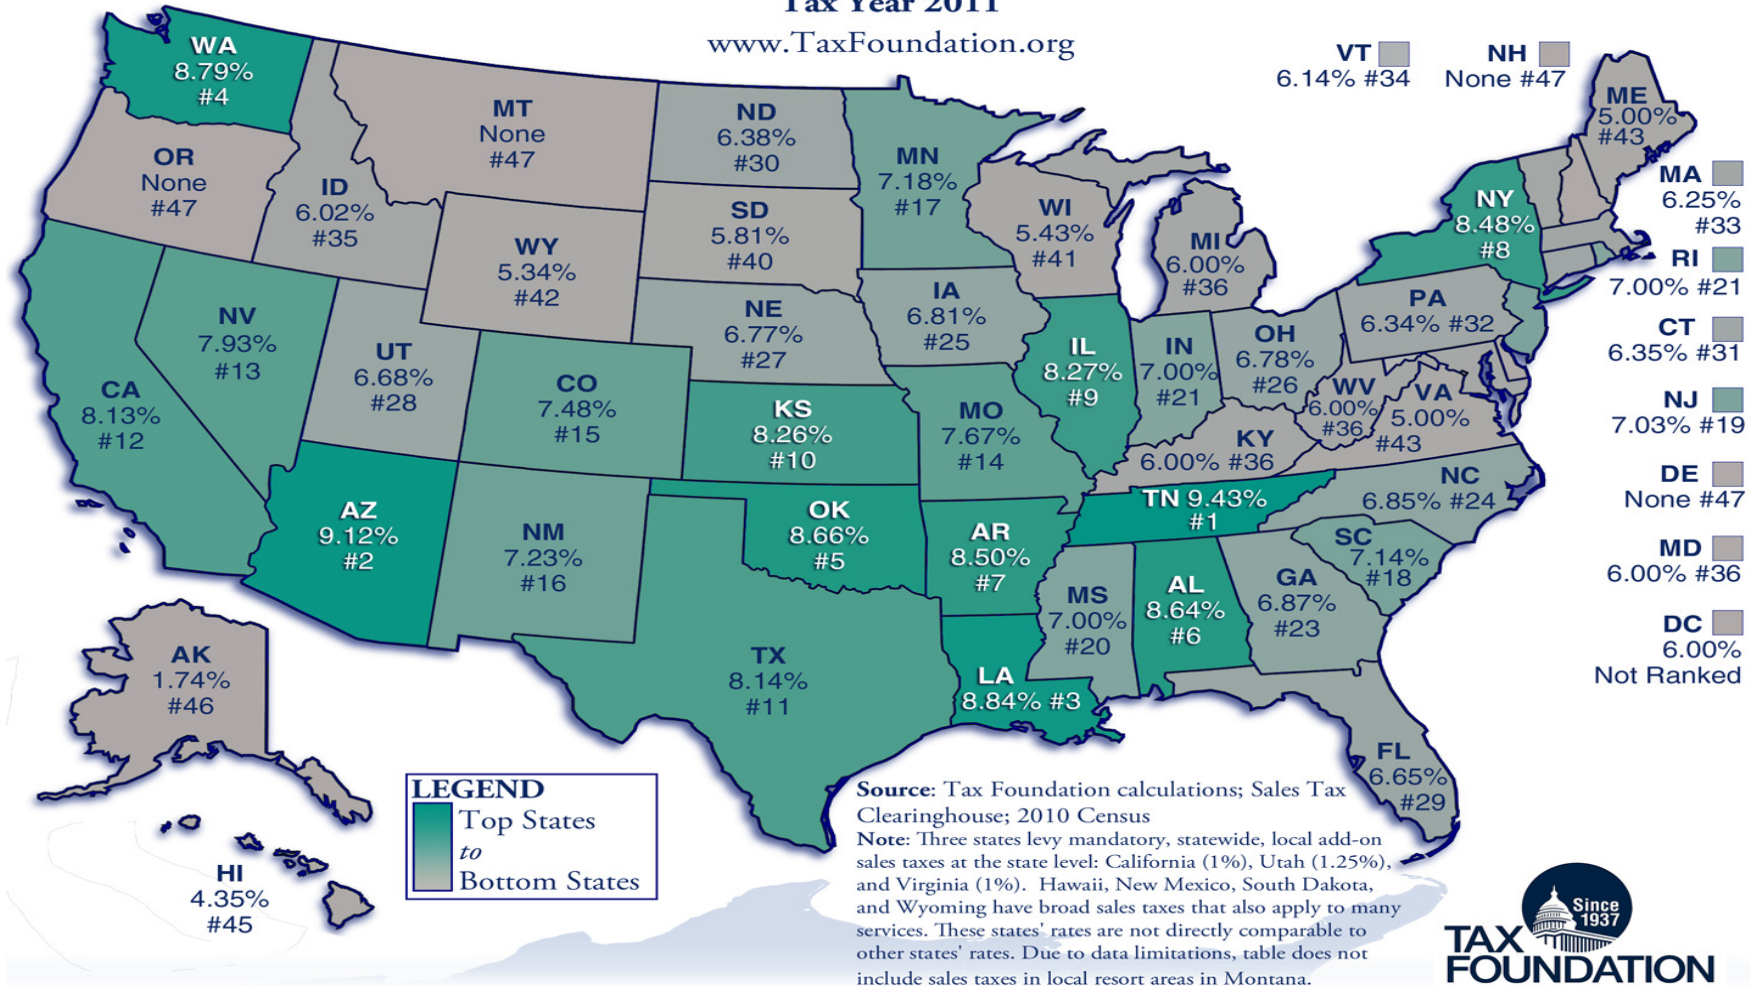 Tax Year 2011
www.TaxFoundation.org
WA
8.79%
#4
OR
None
#47
ID
6.02%
#35
MT
None
#47
WY
5.34%
#42
ND
6.38%
#30
SD
5.81%
#40
NE
6.77%
#27
MN
7.18%
#17
IA
6.81%
#25
WI
5.43%
#41
MI
6.00%
#36
VT
6.14% #34
NH
None #47
ME
5.00%
#43
NY
8.48%
#8
MA
6.25%
#33
RI
7.00% #21
CT
6.35% #31
NJ
7.03% #19
DE
None #47
MD
6.00% #36
DC
6.00%
Not Ranked
PA
6.34% #32
OH
6.78%
#26
IN
7.00%
#21
IL
8.27%
#9
WV
6.00%
#36
VA
5.00%
#43
KY
6.00% #36
NC
6.85% #24
TN 9.43%
#1
SC
7.14%
#18
GA
6.87%
#23
AL
8.64%
#6
MS
7.00%
#20
FL
6.65%
#29
CA
8.13%
#12
NV
7.93%
#13
UT
6.68%
#28
CO
7.48%
#15
KS
8.26%
#10
MO
7.67%
#14
AZ
9.12%
#2
NM
7.23%
#16
OK
8.66%
#5
AR
8.50%
#7
TX
8.14%
#11
LA
8.84% #3
AK
1.74%
#46
HI
4.35%
#45
LEGEND
Top States
to
Bottom States
Source: Tax Foundation calculations; Sales Tax
Clearinghouse; 2010 Census
Note: Three states levy mandatory, statewide, local add-on
sales taxes at the state level: California (1%), Utah (1.25%),
and Virginia (1%). Hawaii, New Mexico, South Dakota,
and Wyoming have broad sales taxes that also apply to many
services. These states' rates are not directly comparable to
other states' rates. Due to data limitations, table does not
include sales taxes in local resort areas in Montana.
Since
1937
TAX
FOUNDATION